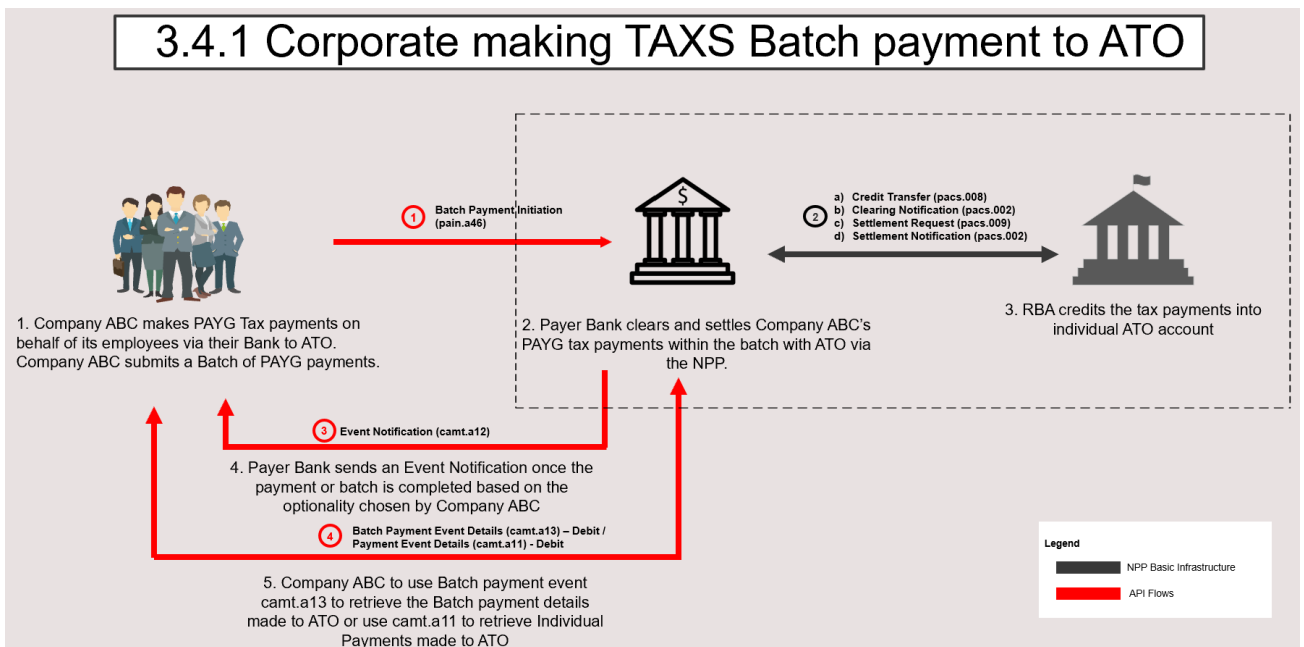 3.4.1 Corporate making TAXS Batch payment to ATO
1
Batch Payment Initiation
(pain.a46)
$
2
a) Credit Transfer (pacs.008)
b) Clearing Notification (pacs.002)
c) Settlement Request (pacs.009)
d) Settlement Notification (pacs.002)
1. Company ABC makes PAYG Tax payments on
behalf of its employees via their Bank to ATO.
Company ABC submits a Batch of PAYG payments.
2. Payer Bank clears and settles Company ABC's
PAYG tax payments within the batch with ATO via
the NPP.
3. RBA credits the tax payments into
individual ATO account
3 Event Notification (camt.a12)
4. Payer Bank sends an Event Notification once the
payment or batch is completed based on the
optionality chosen by Company ABC
4
Batch Payment Event Details (camt.a13) – Debit /
Payment Event Details (camt.a11) - Debit
5. Company ABC to use Batch payment event
camt.a13 to retrieve the Batch payment details
made to ATO or use camt.a11 to retrieve Individual
Payments made to ATO
Legend
NPP Basic Infrastructure
API Flows